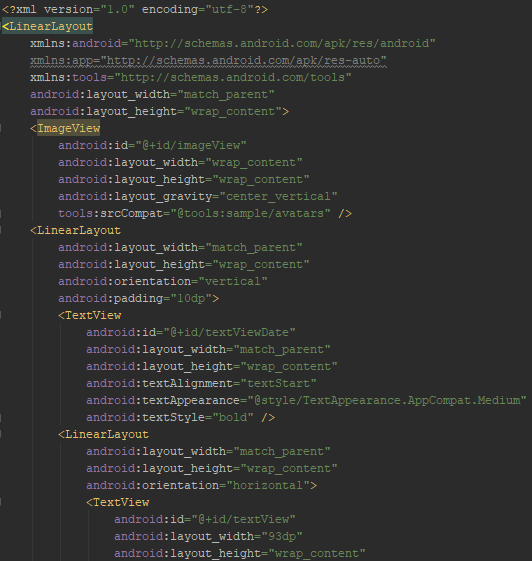 <?xml version="1.0" encoding="utf-8"?>
<LinearLayout
xmlns:android="http://schemas.android.com/apk/res/android"
xmlns:app="http://schemas.android.com/apk/res-auto"
xmlns:tools="http://schemas.android.com/tools"
android:layout_width="match_parent"
android:layout_height="wrap_content">
<ImageView
android:id="@+id/imageView"
android:layout_width="wrap_content"
android:layout_height="wrap_content"
android:layout_gravity="center_vertical"
tools:srcCompat="@tools:sample/avatars" />
<LinearLayout
android:layout_width="match_parent"
android:layout_height="wrap_content"
android:orientation="vertical"
android:padding="10dp">
<TextView
android:id="@+id/textViewDate"
android:layout_width="match_parent"
android:layout_height="wrap_content"
android:textAlignment="textStart"
android:textAppearance="@style/TextAppearance.AppCompat.Medium"
android:textStyle="bold" />
<LinearLayout
android:layout_width="match_parent"
android:layout_height="wrap_content"
android:orientation="horizontal">
<TextView
android:id="@+id/textView"
android:layout_width="93dp"
android:layout_height="wrap_content"